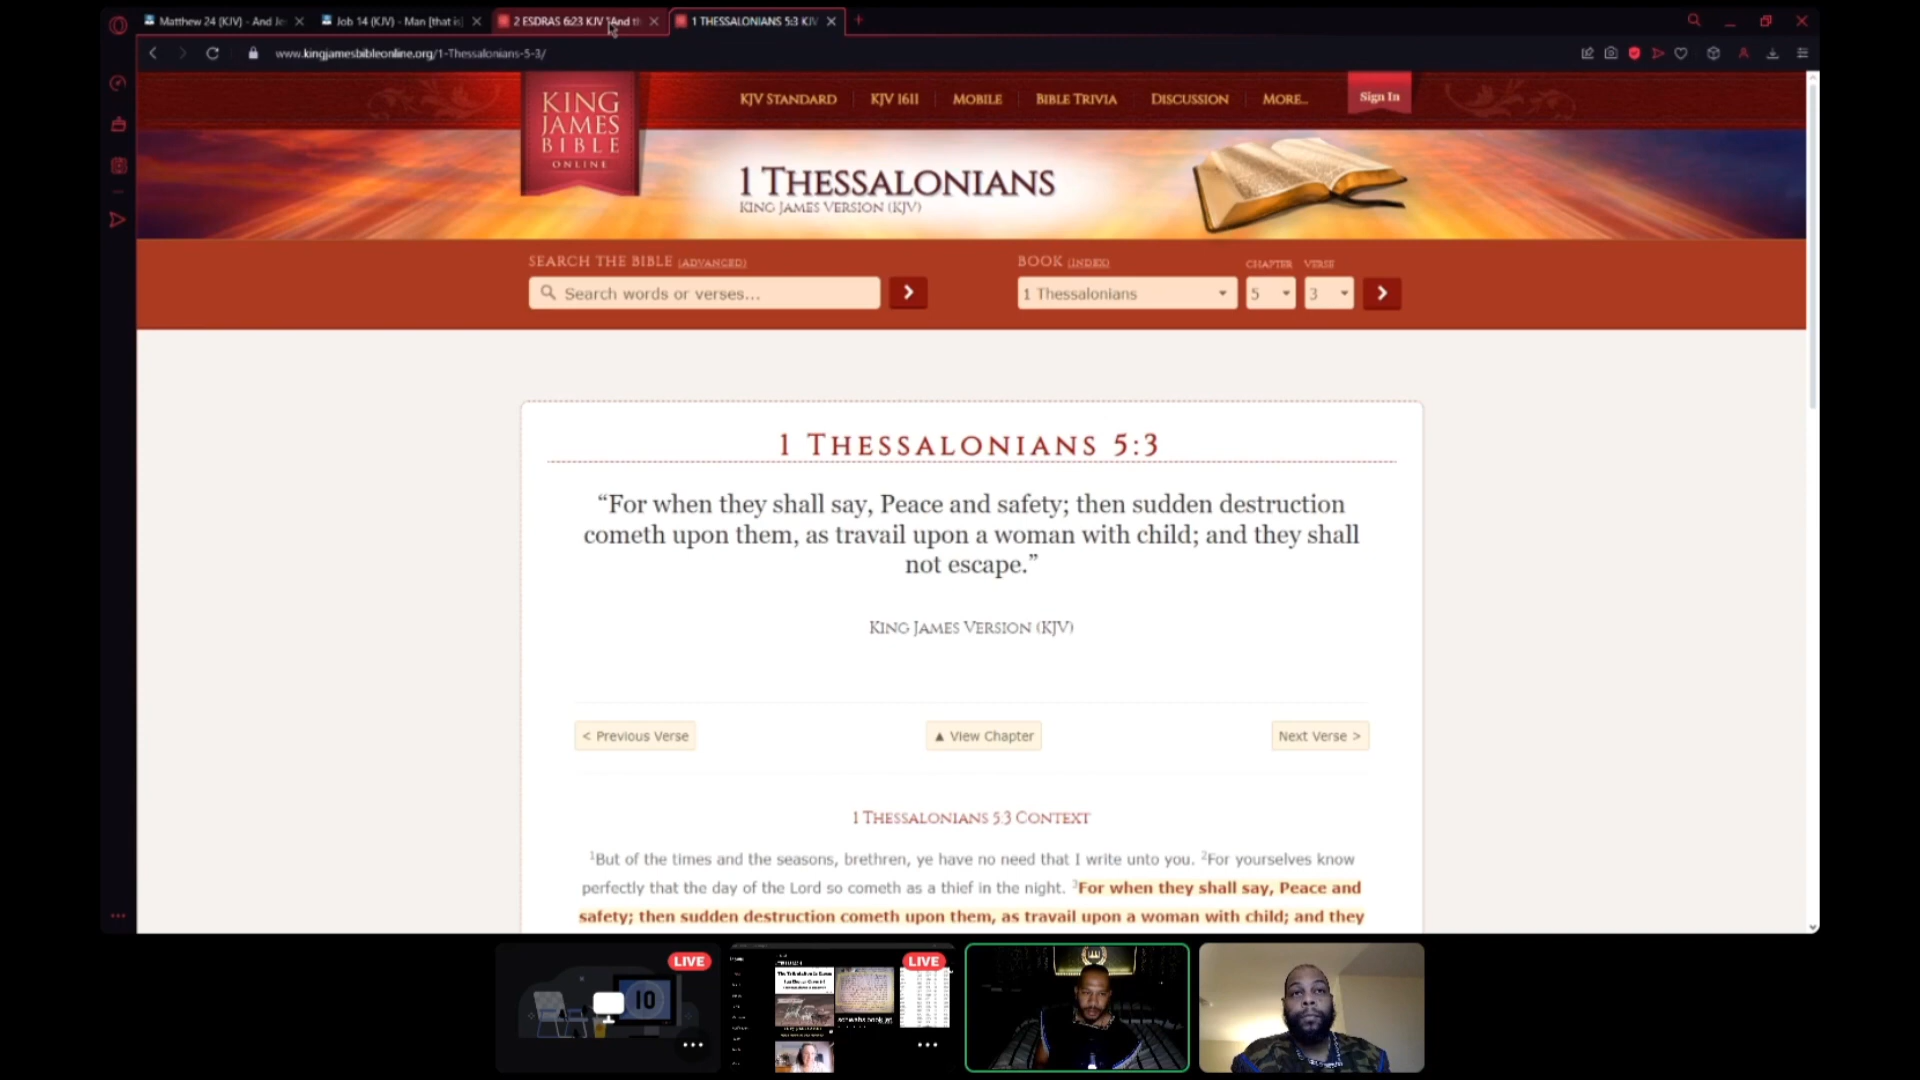 Matthew 24 (KJV) - And Je
Job 14 (KJV) - Man [that is
2 ESDRAS 6:23 KJV "And th
1 THESSALONIANS 5:3 KJV
www.kingjamesbibleonline.org/1-Thessalonians-5-3/
KING
JAMES
BIBLE
ONLINE
KJV STANDARD
KJV 1611
MOBILE
BIBLE TRIVIA
DISCUSSION
MORE...
Sign In
1 THESSALONIANS
KING JAMES VERSION (KJV)
SEARCH THE BIBLE (ADVANCED)
Search words or verses...
BOOK (INDEX)
CHAPTER
VERSE
1 Thessalonians
5
3
1 THESSALONIANS 5:3
“For when they shall say, Peace and safety; then sudden destruction
cometh upon them, as travail upon a woman with child; and they shall
not escape.”
KING JAMES VERSION (KJV)
< Previous Verse
▲ View Chapter
Next Verse >
1 THESSALONIANS 5:3 CONTEXT
1But of the times and the seasons, brethren, ye have no need that I write unto you. 2For yourselves know
perfectly that the day of the Lord so cometh as a thief in the night. 3For when they shall say, Peace and
safety; then sudden destruction cometh upon them, as travail upon a woman with child; and they
LIVE
10
LIVE